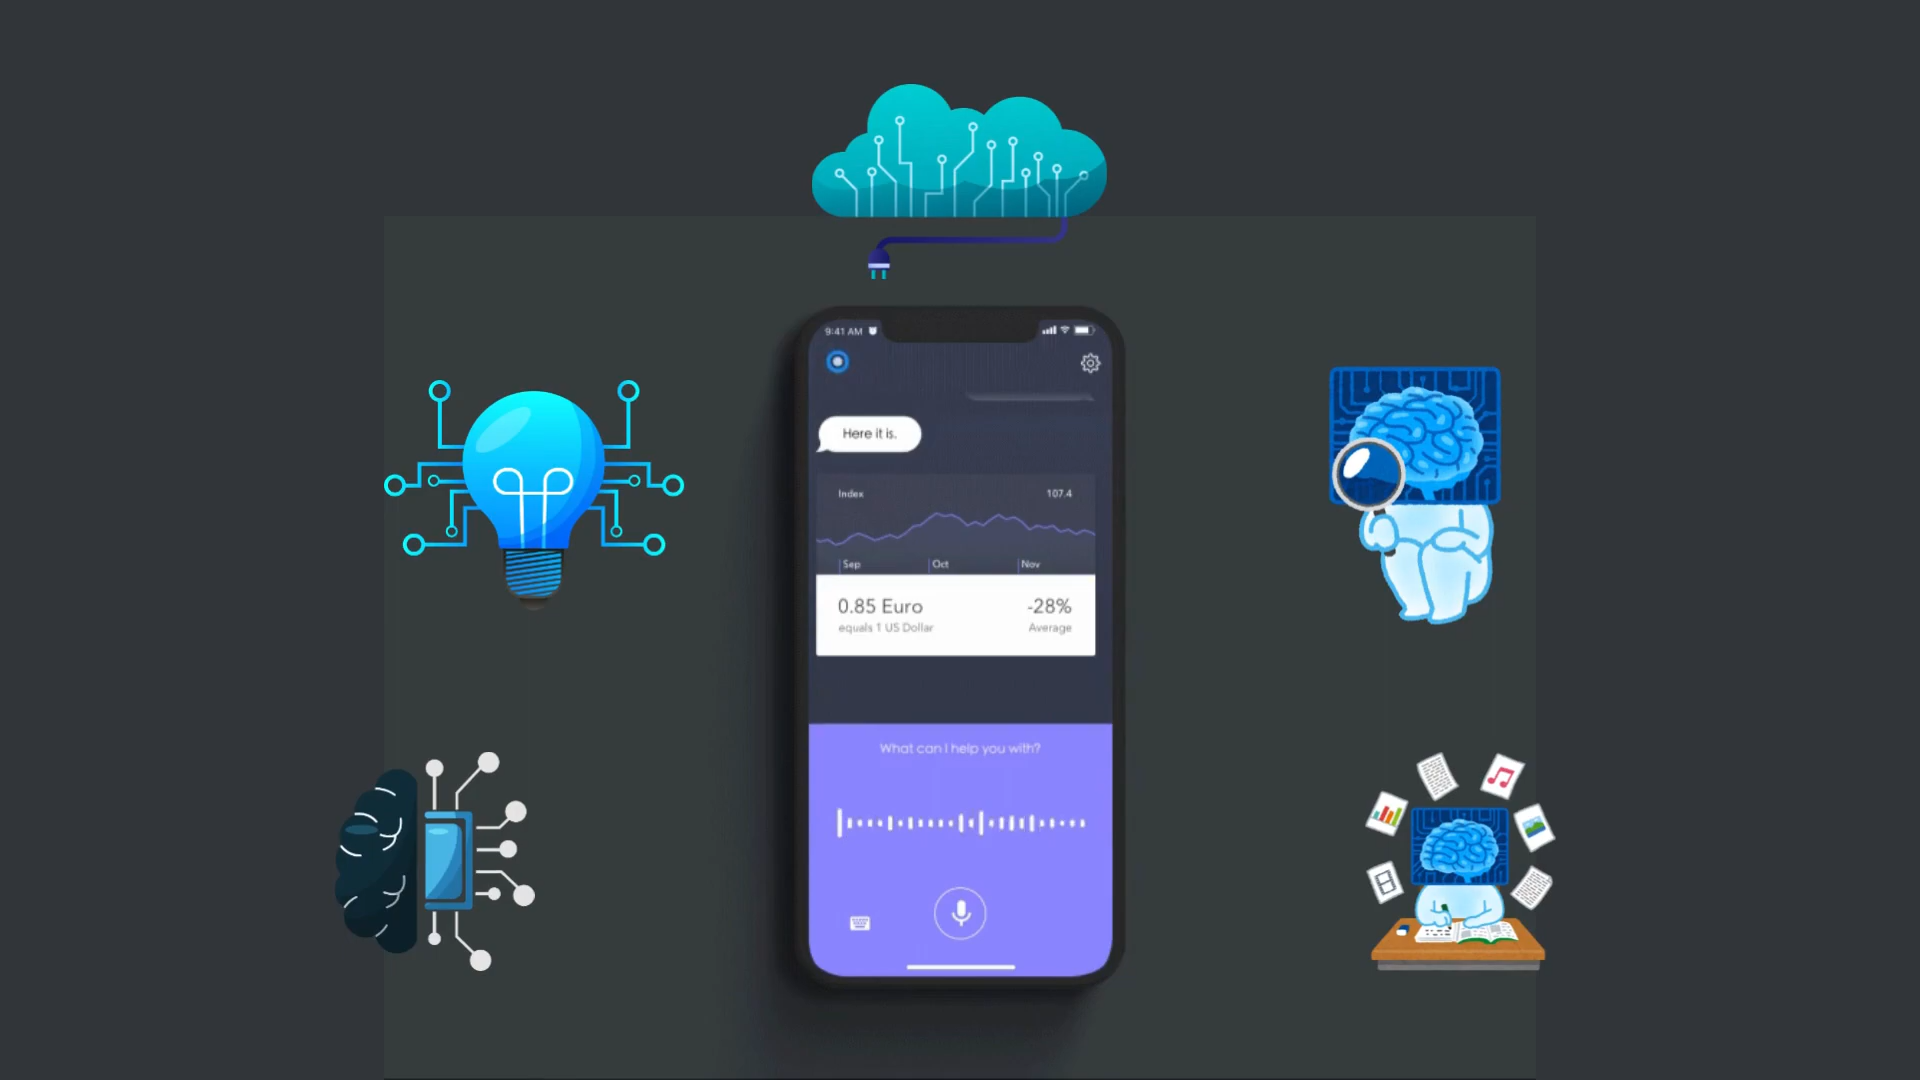 9:41 AM
Here it is.
Index 107.4
Sep Oct Nov
0.85 Euro -28%
equals 1 US Dollar Average
What can I help you with?